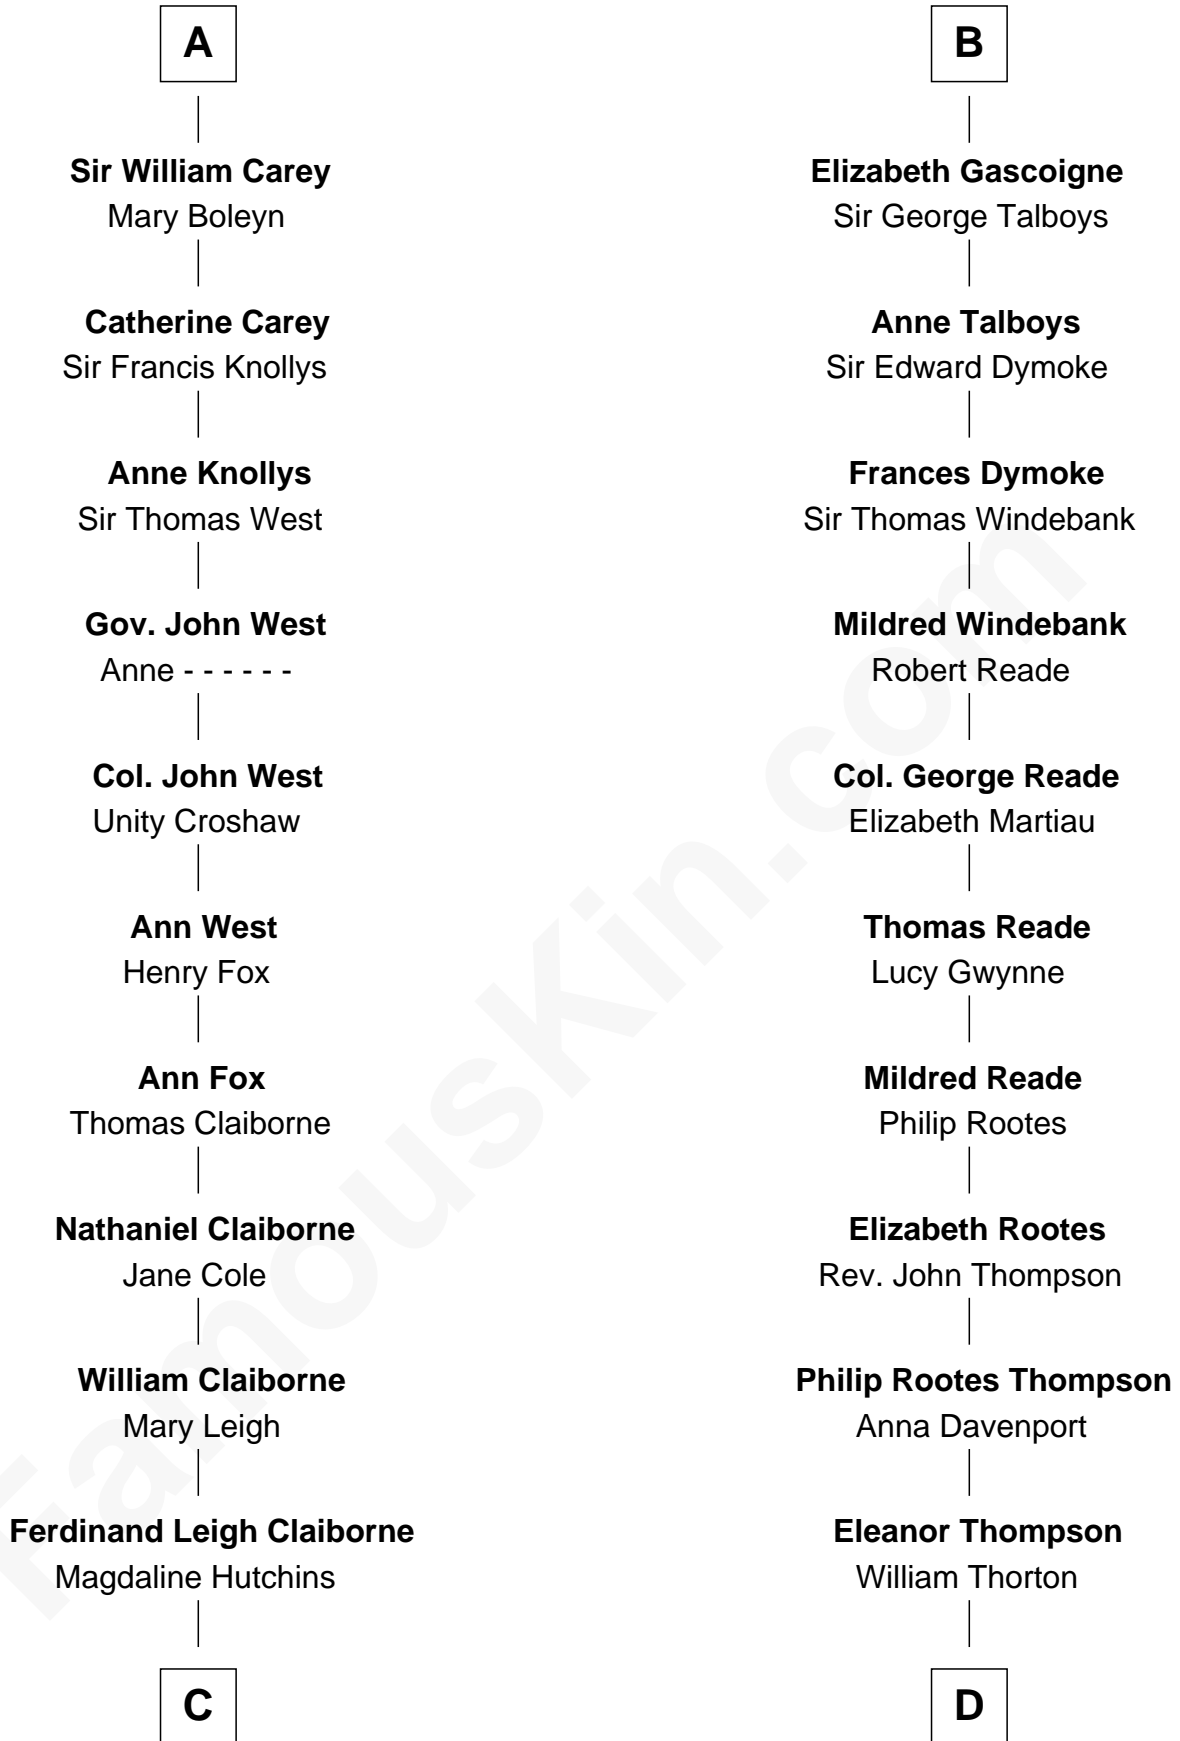 A
Sir William Carey
Mary Boleyn
Catherine Carey
Sir Francis Knollys
Anne Knollys
Sir Thomas West
Gov. John West
Anne - - - - - -
Col. John West
Unity Croshaw
Ann West
Henry Fox
Ann Fox
Thomas Claiborne
Nathaniel Claiborne
Jane Cole
William Claiborne
Mary Leigh
Ferdinand Leigh Claiborne
Magdaline Hutchins
C
B
Elizabeth Gascoigne
Sir George Talboys
Anne Talboys
Sir Edward Dymoke
Frances Dymoke
Sir Thomas Windebank
Mildred Windebank
Robert Reade
Col. George Reade
Elizabeth Martiau
Thomas Reade
Lucy Gwynne
Mildred Reade
Philip Rootes
Elizabeth Rootes
Rev. John Thompson
Philip Rootes Thompson
Anna Davenport
Eleanor Thompson
William Thorton
D
FamousKin.com